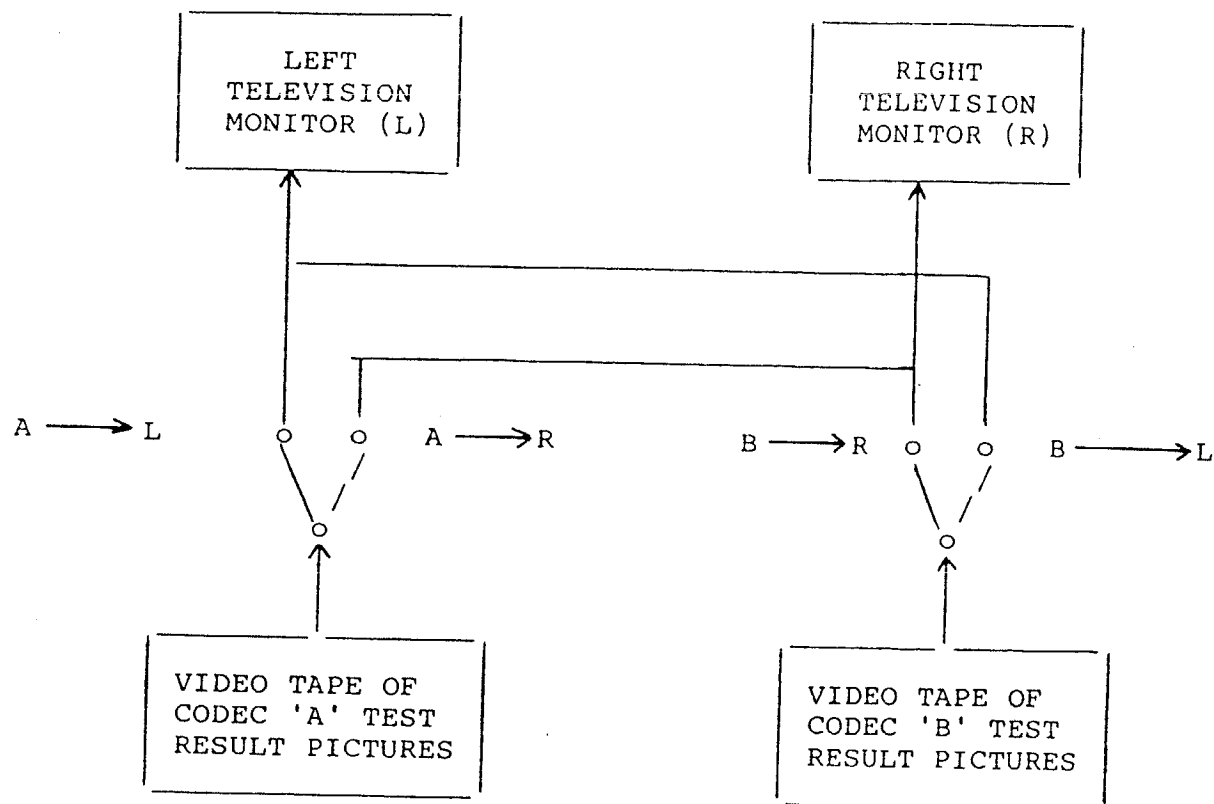 LEFT
TELEVISION
MONITOR (L)
RIGHT
TELEVISION
MONITOR (R)
A → L
A → R
B → R
B → L
VIDEO TAPE OF
CODEC 'A' TEST
RESULT PICTURES
VIDEO TAPE OF
CODEC 'B' TEST
RESULT PICTURES